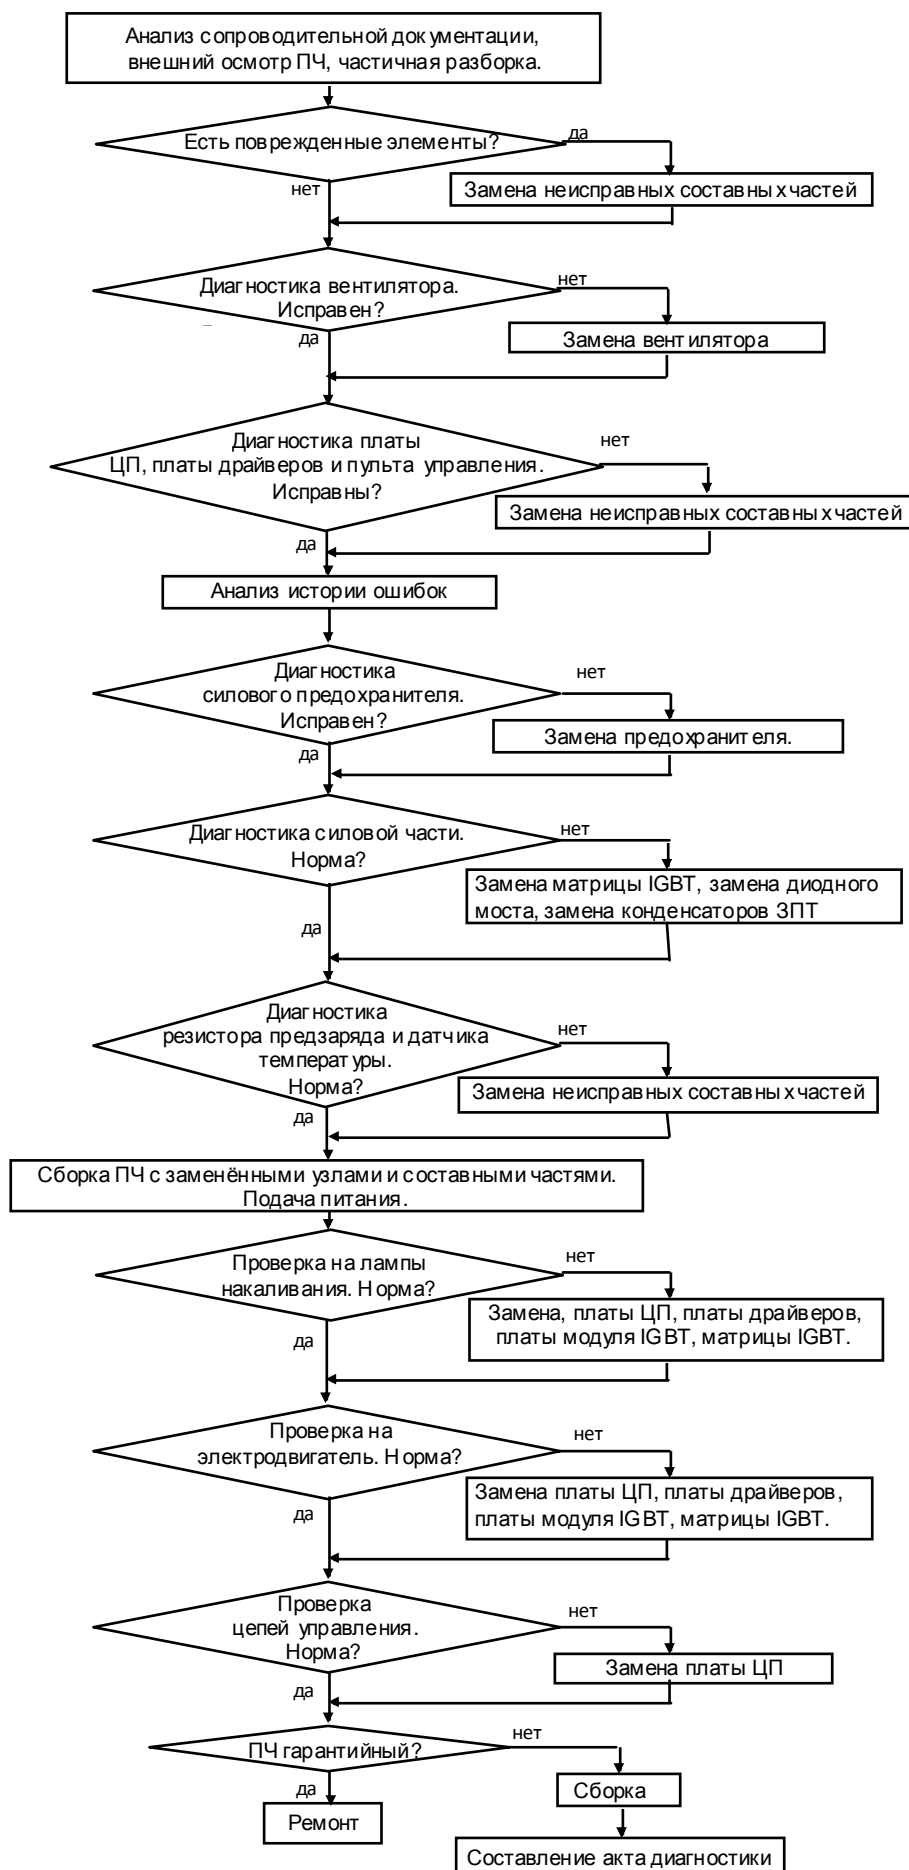 Анализ сопроводительной документации,
внешний осмотр ПЧ, частичная разборка.
Есть поврежденные элементы?
да
нет
Замена неисправных составных частей
Диагностика вентилятора.
Исправен?
нет
да
Замена вентилятора
Диагностика платы
ЦП, платы драйверов и пульта управления.
Исправны?
нет
Замена неисправных составных частей
да
Анализ истории ошибок
Диагностика
силового предохранителя.
Исправен?
нет
Замена предохранителя.
да
Диагностика силовой части.
Норма?
нет
Замена матрицы IGBT, замена диодного
моста, замена конденсаторов ЗПТ
да
Диагностика
резистора предзаряда и датчика
температуры.
Норма?
нет
Замена неисправных составных частей
да
Сборка ПЧ с заменёнными узлами и составными частями.
Подача питания.
Проверка на лампы
накаливания. Норма?
нет
Замена, платы ЦП, платы драйверов,
платы модуля IGBT, матрицы IGBT.
да
Проверка на
электродвигатель. Норма?
нет
Замена платы ЦП, платы драйверов,
платы модуля IGBT, матрицы IGBT.
да
Проверка
цепей управления.
Норма?
нет
Замена платы ЦП
да
ПЧ гарантийный?
нет
да
Сборка
Ремонт
Составление акта диагностики